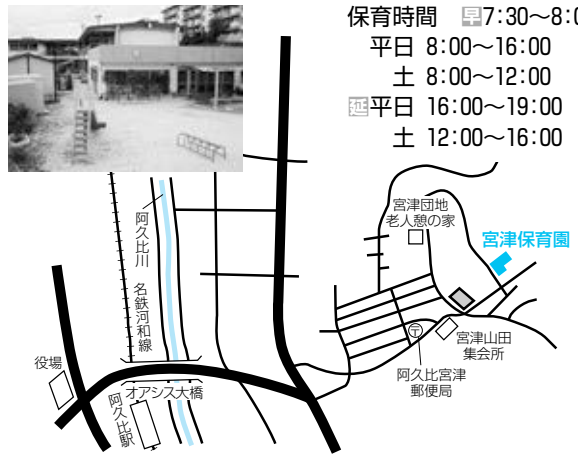 保育時間 早7:30～8:0
平日 8:00～16:00
土 8:00～12:00
延平日 16:00～19:00
土 12:00～16:00
宮津団地
老人憩の家
宮津保育園
阿久比川
名鉄河和線
宮津山田
集会所
〒
阿久比宮津
郵便局
役場
オアシス大橋
阿久比駅